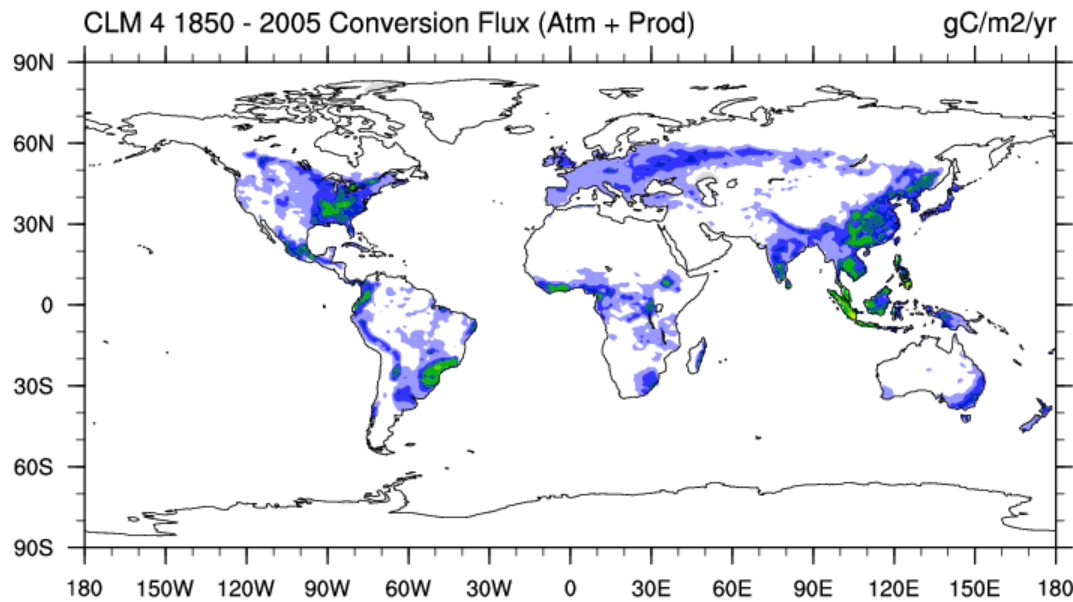 CLM 4 1850 - 2005 Conversion Flux (Atm + Prod) gC/m2/yr
90N
60N
30N
0
30S
60S
90S
180 150W 120W 90W 60W 30W 0 30E 60E 90E 120E 150E 180